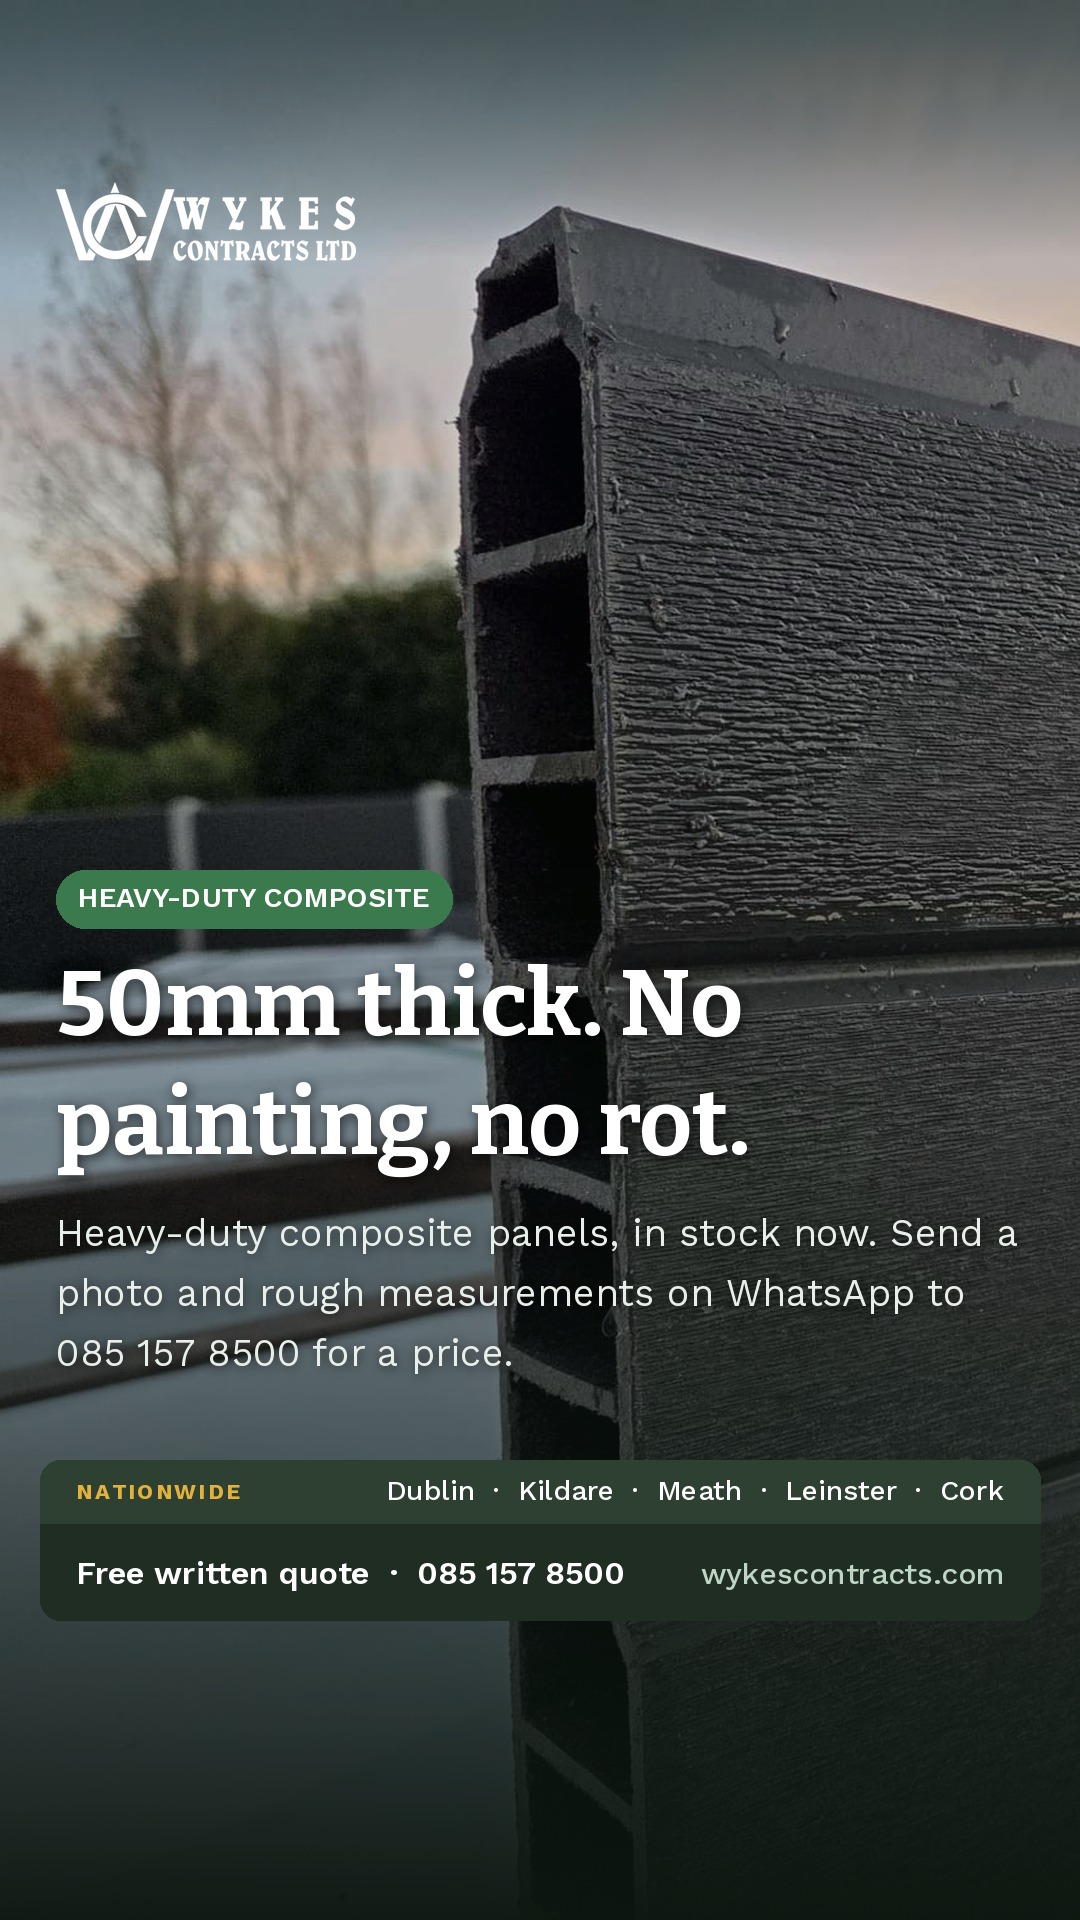 WYKES
CONTRACTS LTD
HEAVY-DUTY COMPOSITE
50mm thick. No
painting, no rot.
Heavy-duty composite panels, in stock now. Send a
photo and rough measurements on WhatsApp to
085 157 8500 for a price.
NATIONWIDE Dublin · Kildare · Meath · Leinster · Cork
Free written quote · 085 157 8500 wykescontracts.com